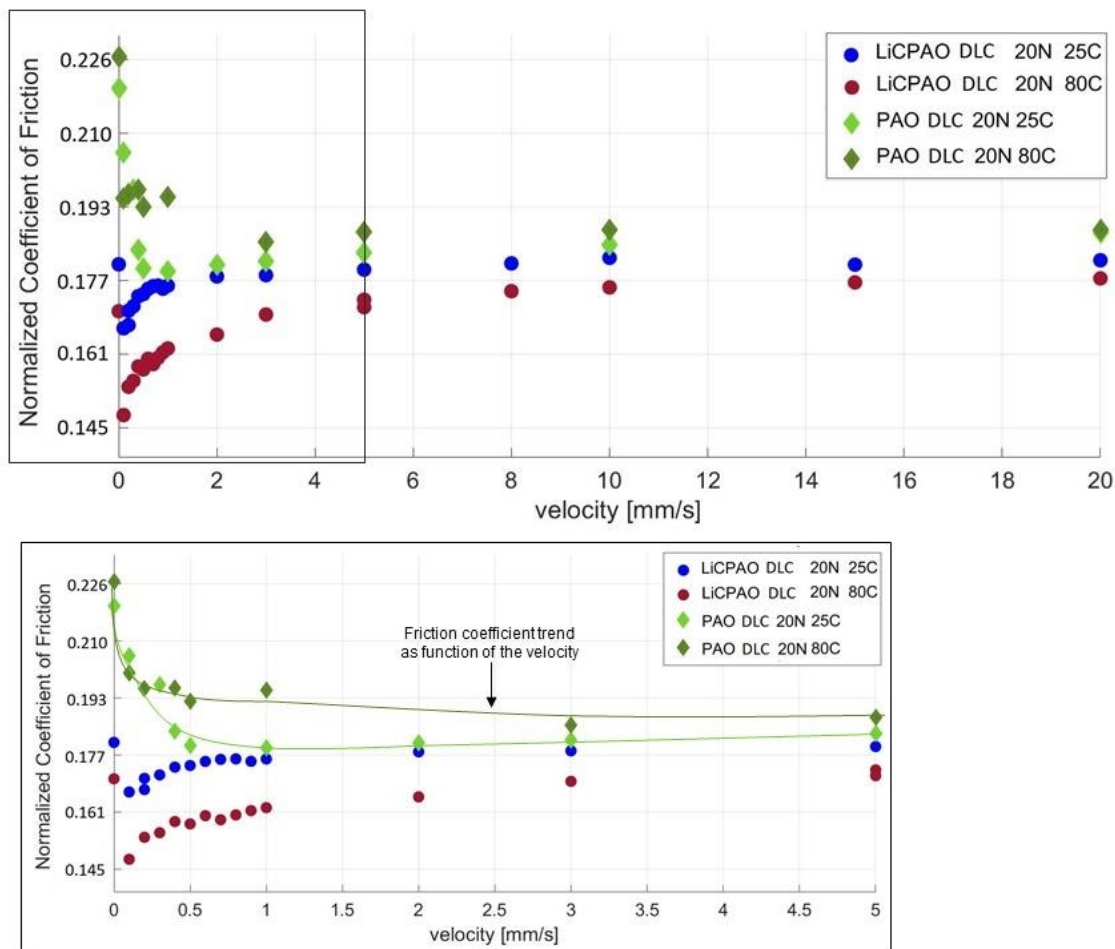 Normalized Coefficient of Friction
0.226
0.210
0.193
0.177
0.161
0.145
LiCPAO DLC 20N 25C
LiCPAO DLC 20N 80C
PAO DLC 20N 25C
PAO DLC 20N 80C
0 2 4 6 8 10 12 14 16 18 20
velocity [mm/s]
Normalized Coefficient of Friction
0.226
0.210
0.193
0.177
0.161
0.145
LiCPAO DLC 20N 25C
LiCPAO DLC 20N 80C
PAO DLC 20N 25C
PAO DLC 20N 80C
Friction coefficient trend
as function of the velocity
0 0.5 1 1.5 2 2.5 3 3.5 4 4.5 5
velocity [mm/s]